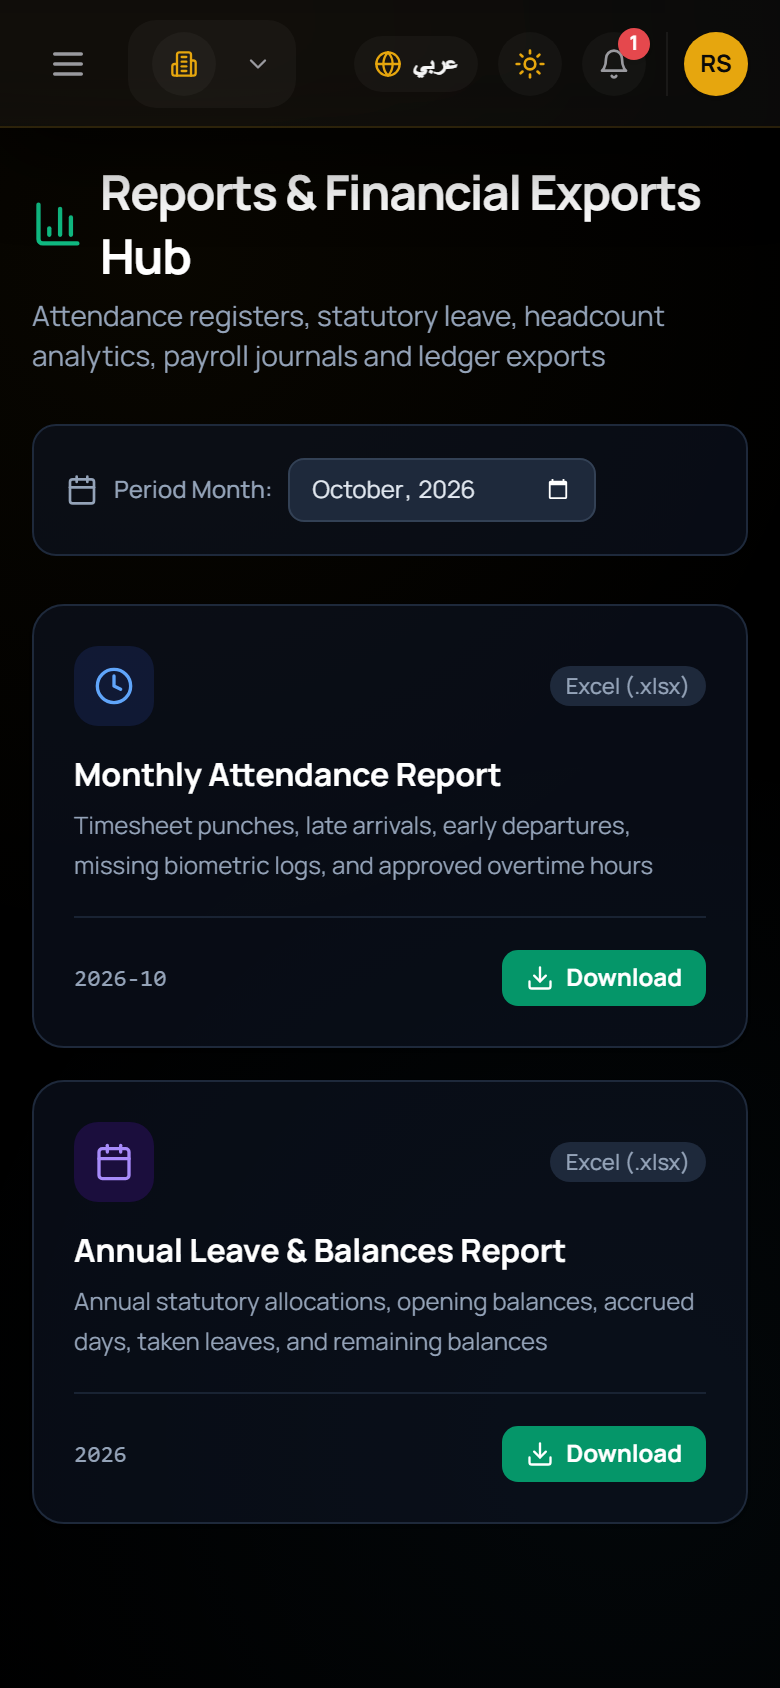 عربي
1
RS
Reports & Financial Exports
Hub
Attendance registers, statutory leave, headcount
analytics, payroll journals and ledger exports
Period Month:
October, 2026
Excel (.xlsx)
Monthly Attendance Report
Timesheet punches, late arrivals, early departures,
missing biometric logs, and approved overtime hours
2026-10
Download
Excel (.xlsx)
Annual Leave & Balances Report
Annual statutory allocations, opening balances, accrued
days, taken leaves, and remaining balances
2026
Download